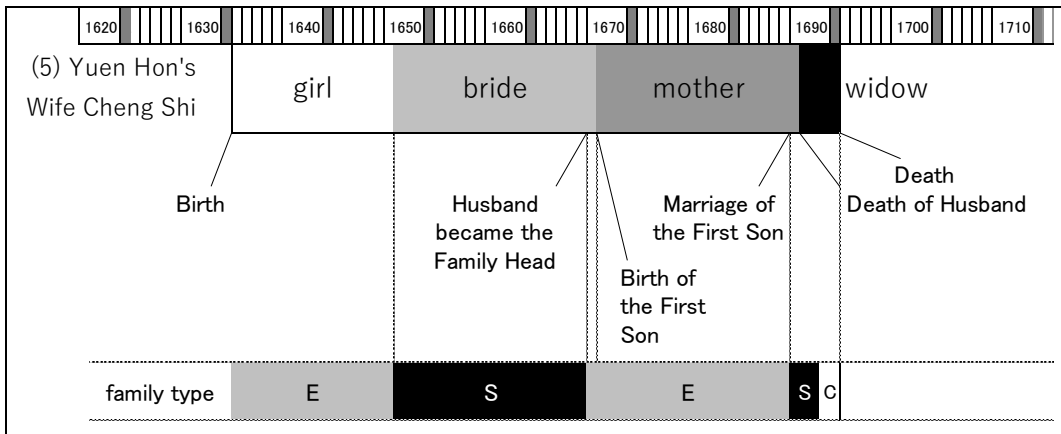 1620 1630 1640 1650 1660 1670 1680 1690 1700 1710
(5) Yuen Hon's
Wife Cheng Shi
girl bride mother widow
Birth
Husband
became the
Family Head
Birth of
the First
Son
Marriage of
the First Son
Death
Death of Husband
family type E S E S C